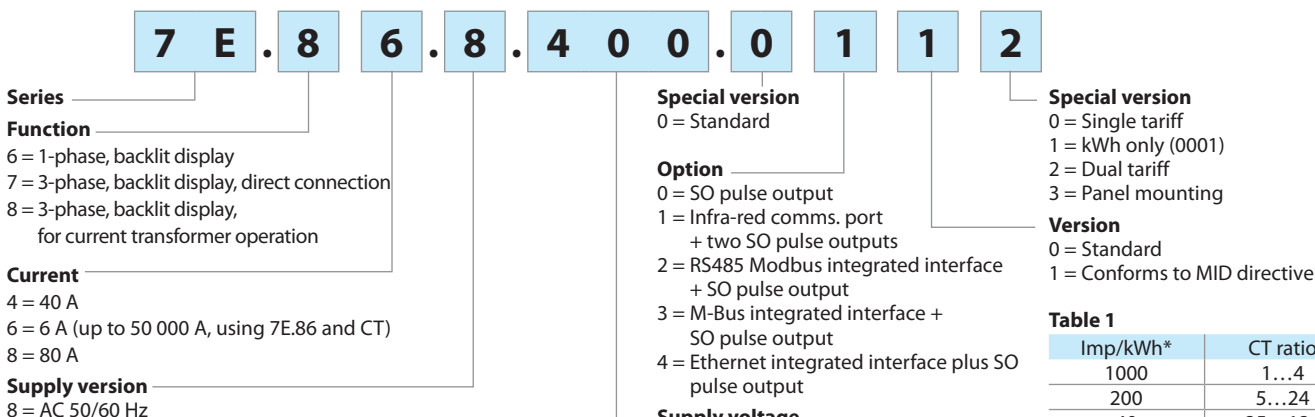 7 E . 8 6 . 8 . 4 0 0 . 0 1 1 2
Series
Function
6 = 1-phase, backlit display
7 = 3-phase, backlit display, direct connection
8 = 3-phase, backlit display,
for current transformer operation
Current
4 = 40 A
6 = 6 A (up to 50 000 A, using 7E.86 and CT)
8 = 80 A
Supply version
8 = AC 50/60 Hz
Special version
0 = Standard
Option
0 = SO pulse output
1 = Infra-red comms. port
+ two SO pulse outputs
2 = RS485 Modbus integrated interface
+ SO pulse output
3 = M-Bus integrated interface +
SO pulse output
4 = Ethernet integrated interface plus SO
pulse output
Special version
0 = Single tariff
1 = kWh only (0001)
2 = Dual tariff
3 = Panel mounting
Version
0 = Standard
1 = Conforms to MID directive
Table 1
Imp/kWh* CT ratio
1000 1…4
200 5…24